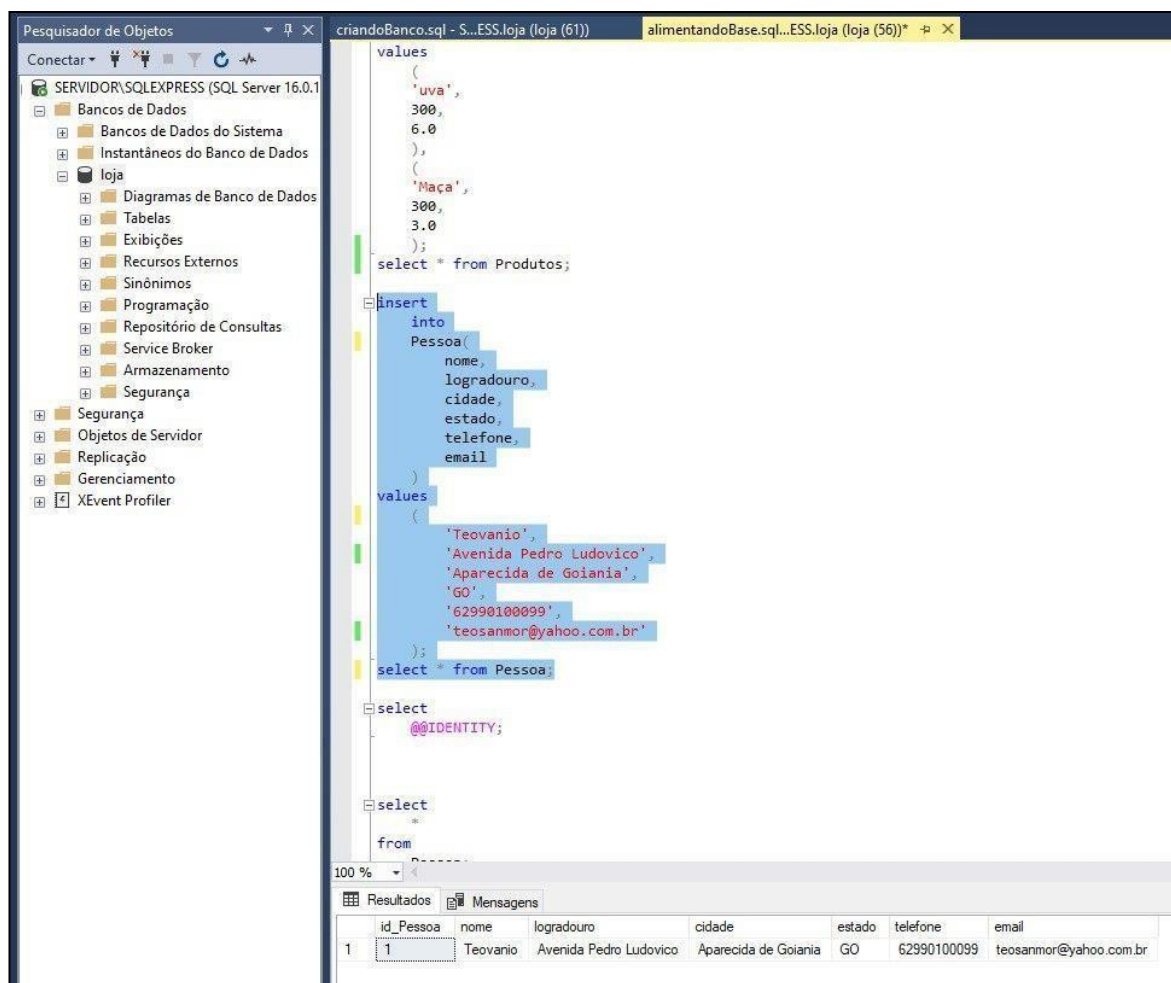 Pesquisador de Objetos
Conectar
SERVIDOR\SQLEXPRESS (SQL Server 16.0.1
Bancos de Dados
Bancos de Dados do Sistema
Instantâneos do Banco de Dados
loja
Diagramas de Banco de Dados
Tabelas
Exibições
Recursos Externos
Sinônimos
Programação
Repositório de Consultas
Service Broker
Armazenamento
Segurança
Segurança
Objetos de Servidor
Replicação
Gerenciamento
XEvent Profiler
criandoBanco.sql - S...ESS.loja (loja (61)) alimentandoBase.sql...ESS.loja (loja (56))*
values
(
'uva',
300,
6.0
),
(
'Maça',
300,
3.0
);
select * from Produtos;
insert
into
Pessoa(
nome,
logradouro,
cidade,
estado,
telefone,
email
)
values
(
'Teovanio',
'Avenida Pedro Ludovico',
'Aparecida de Goiania',
'GO',
'62990100099',
'teosanmor@yahoo.com.br'
);
select * from Pessoa;
select
@@IDENTITY;
select
*
from
100 %
Resultados Mensagens
id_Pessoa nome logradouro cidade estado telefone email
1 1 Teovanio Avenida Pedro Ludovico Aparecida de Goiania GO 62990100099 teosanmor@yahoo.com.br